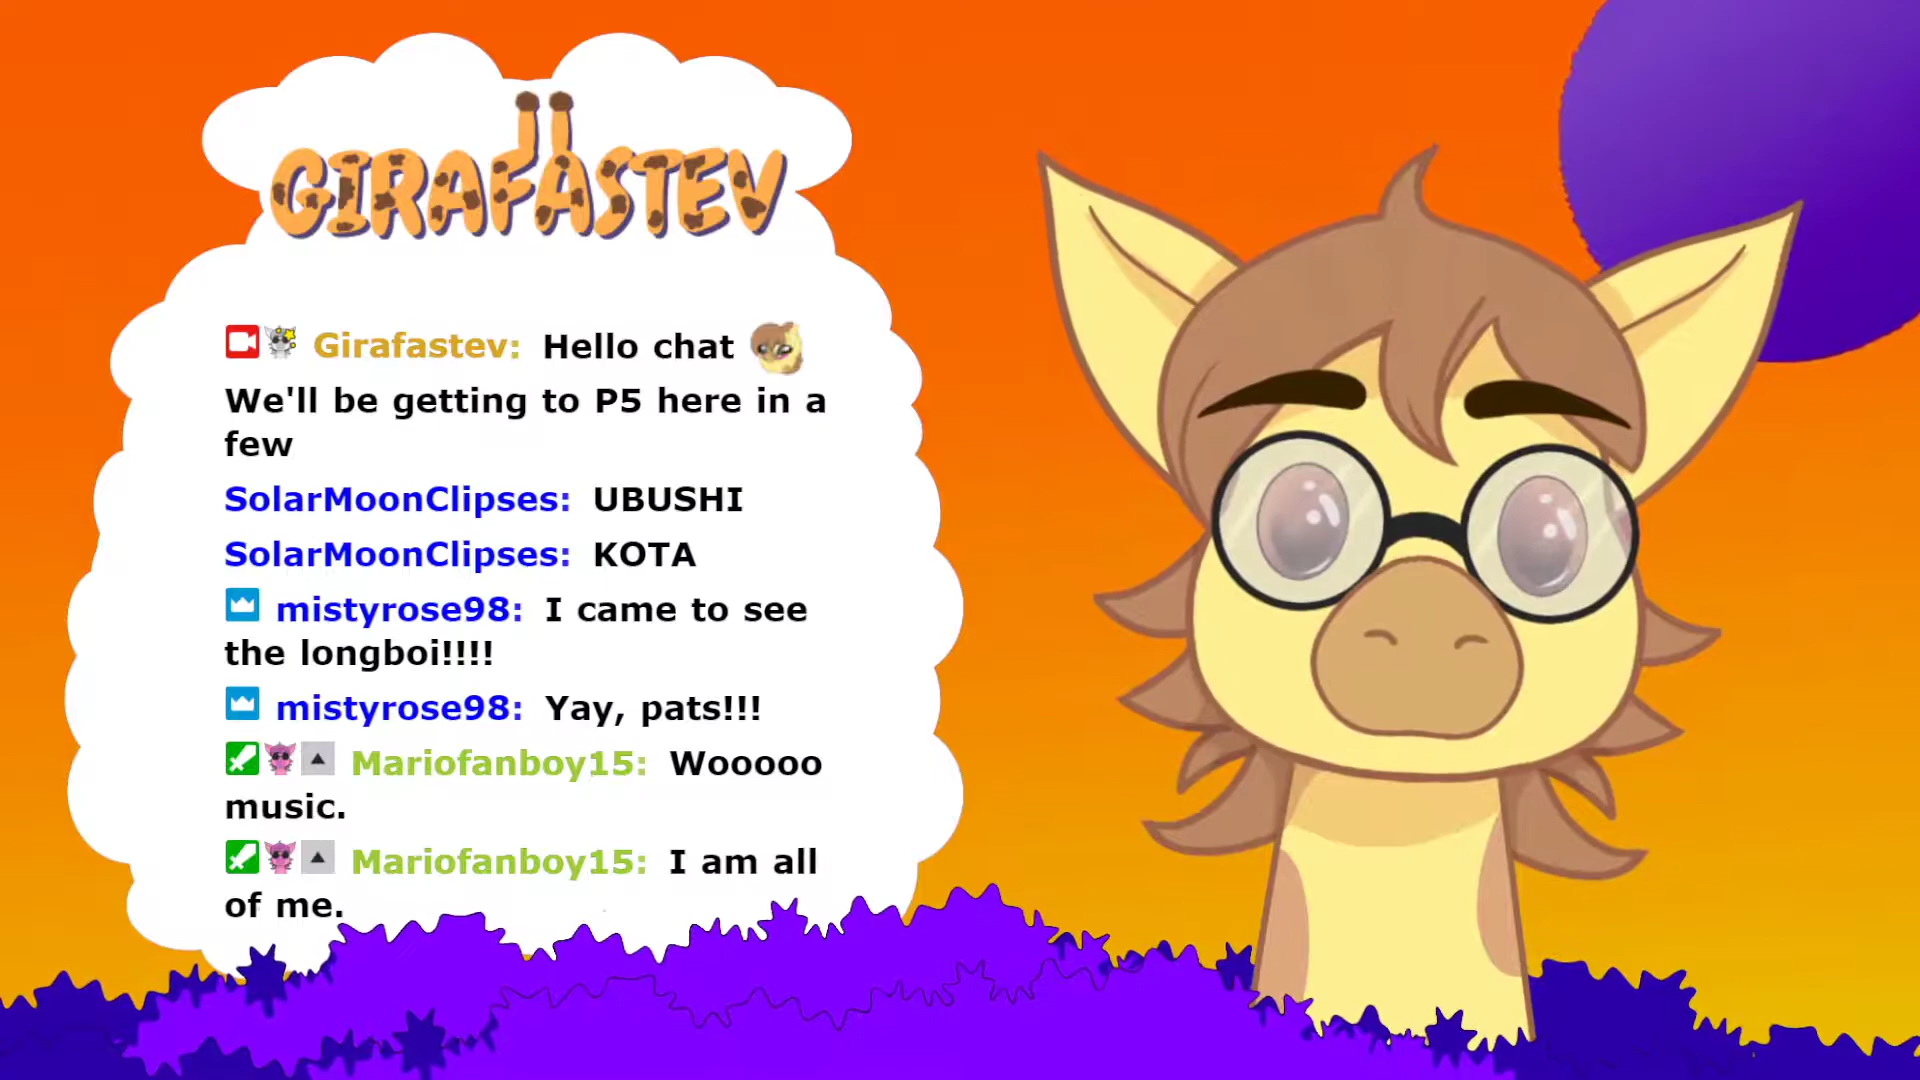 GIRAFASTEV
Girafastev: Hello chat
We'll be getting to P5 here in a
few
SolarMoonClipses: UBUSHI
SolarMoonClipses: KOTA
mistyrose98: I came to see
the longboi!!!!
mistyrose98: Yay, pats!!!
Mariofanboy15: Wooooo
music.
Mariofanboy15: I am all
of me.